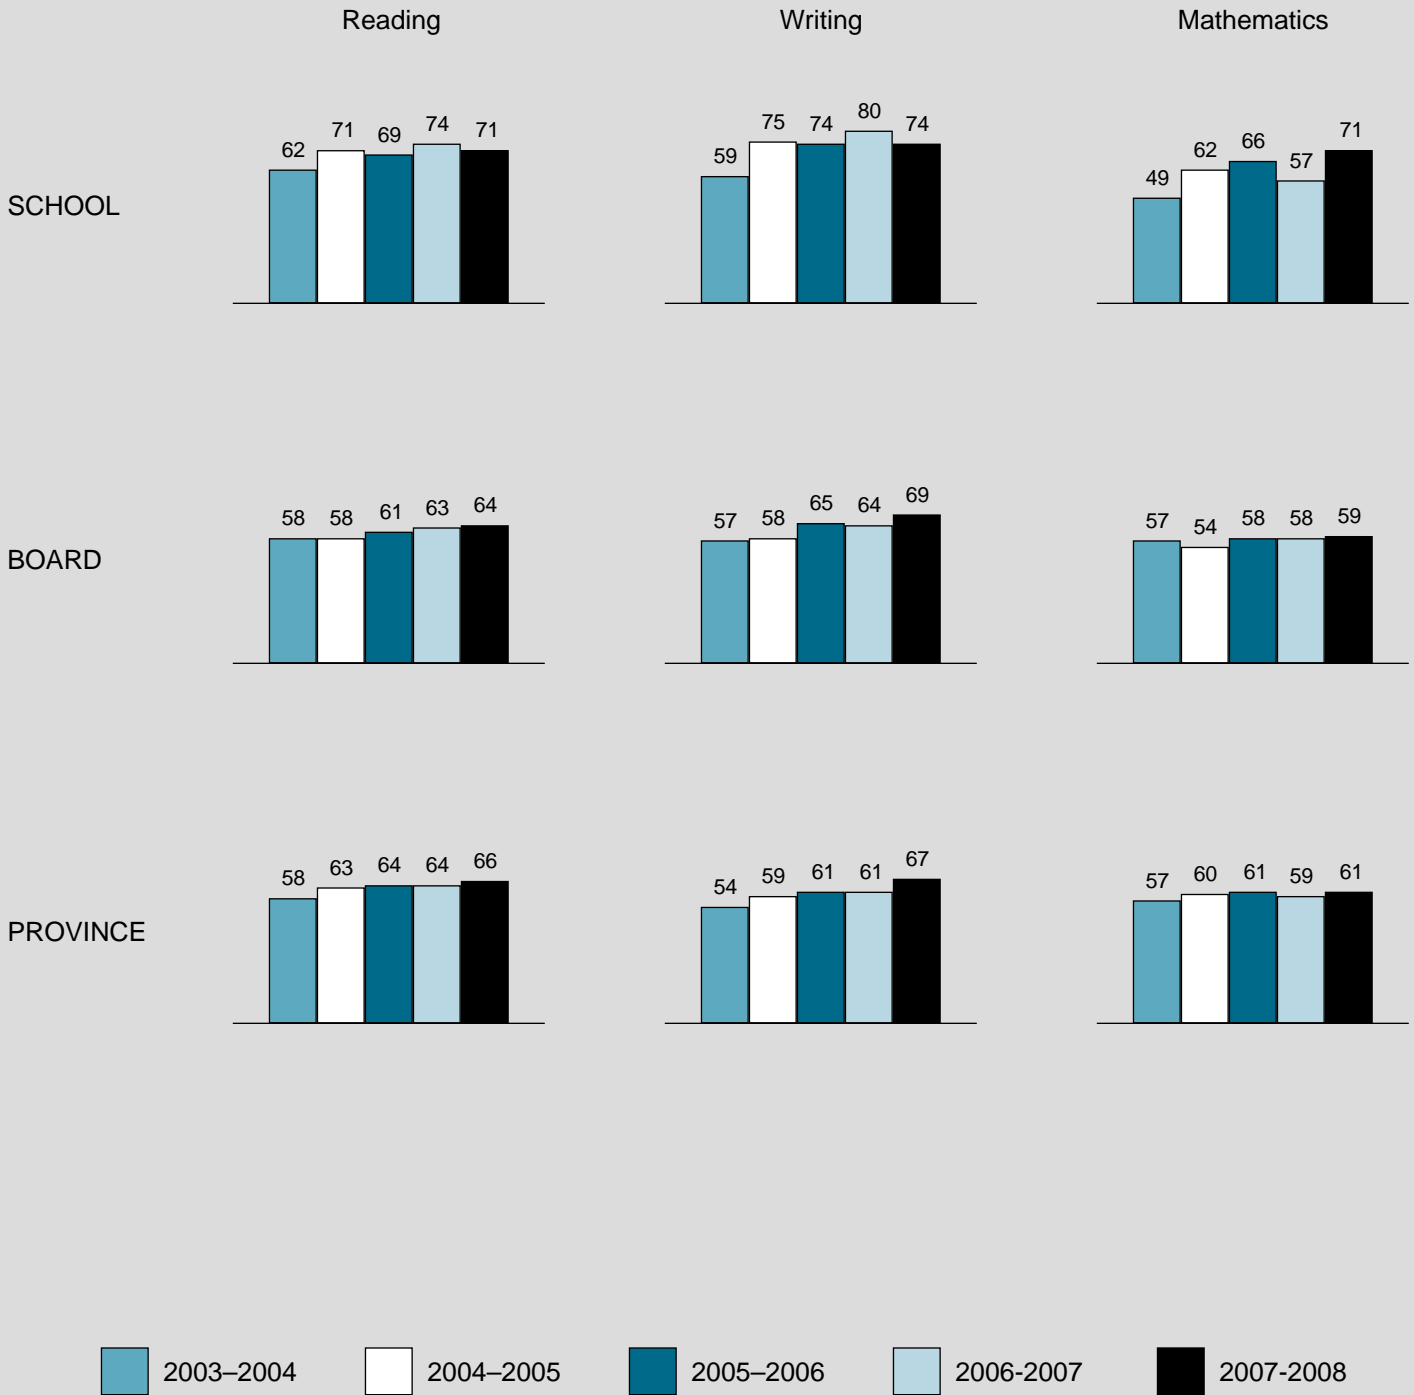 Reading Writing Mathematics
62 71 69 74 71
59 75 74 80 74
49 62 66 57 71
SCHOOL
58 58 61 63 64
57 58 65 64 69
57 54 58 58 59
BOARD
58 63 64 64 66
54 59 61 61 67
57 60 61 59 61
PROVINCE
2003–2004 2004–2005 2005–2006 2006-2007 2007-2008